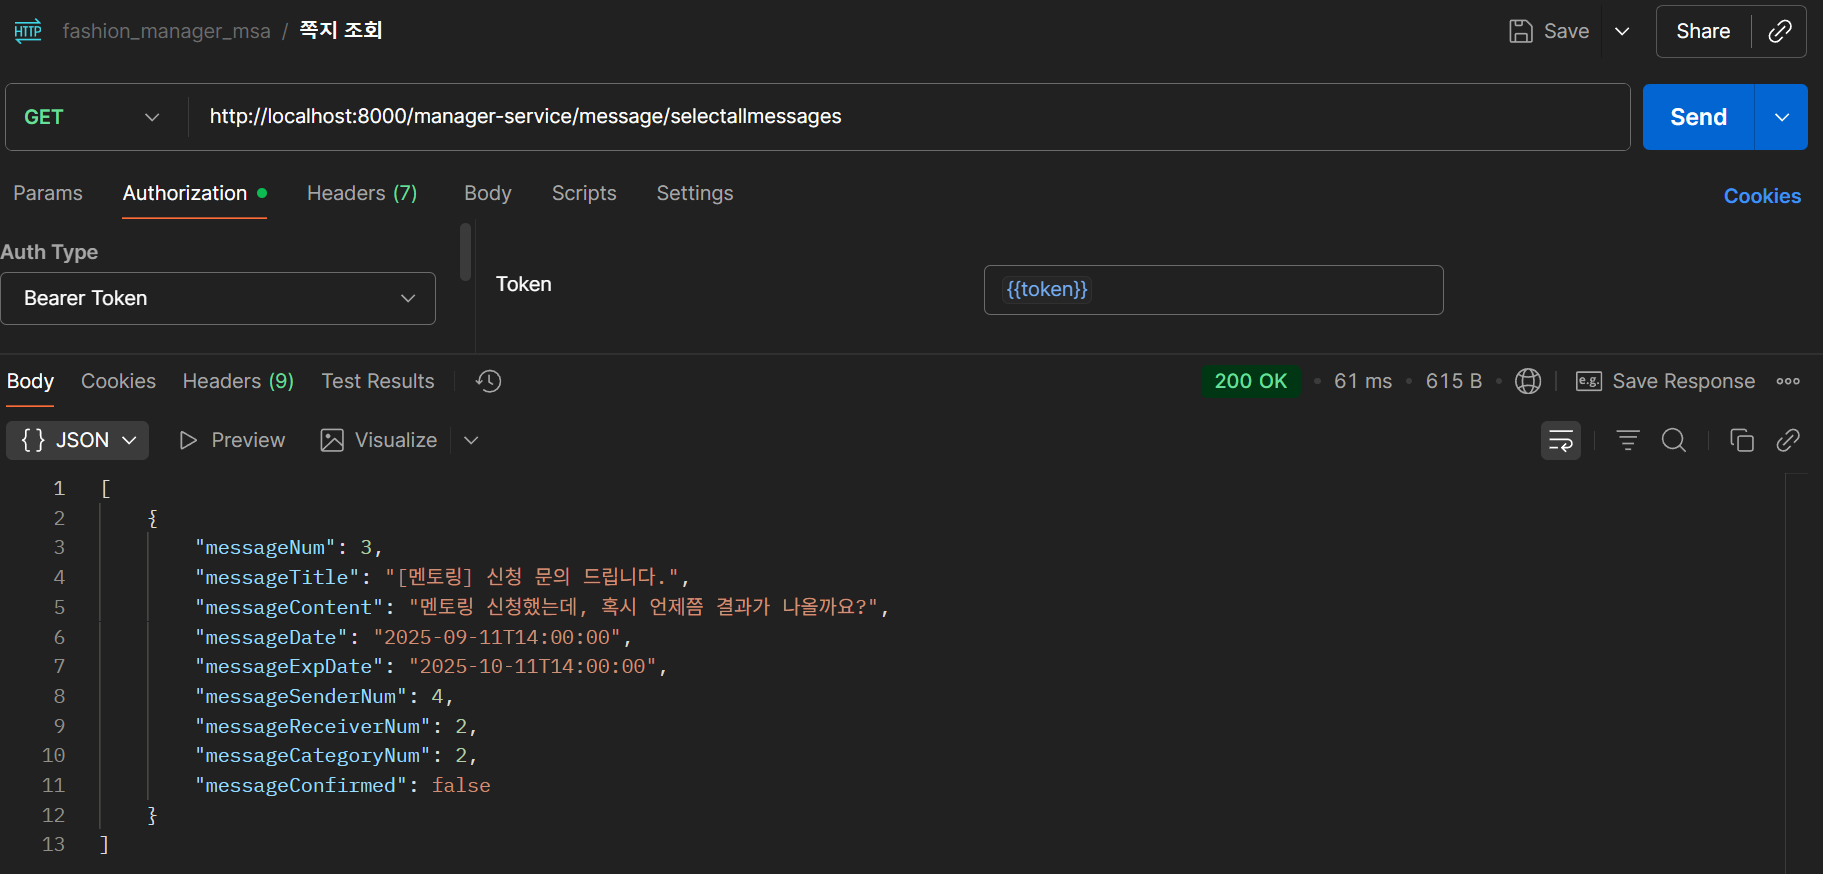 HTTP fashion_manager_msa / 쪽지 조회 Save Share
GET http://localhost:8000/manager-service/message/selectallmessages Send
Params Authorization Headers (7) Body Scripts Settings Cookies
Auth Type
Bearer Token
Token {{token}}
Body Cookies Headers (9) Test Results 200 OK • 61 ms • 615 B • e.g. Save Response
{} JSON Preview Visualize
1 [
2 {
3 "messageNum": 3,
4 "messageTitle": "[멘토링] 신청 문의 드립니다.",
5 "messageContent": "멘토링 신청했는데, 혹시 언제쯤 결과가 나올까요?",
6 "messageDate": "2025-09-11T14:00:00",
7 "messageExpDate": "2025-10-11T14:00:00",
8 "messageSenderNum": 4,
9 "messageReceiverNum": 2,
10 "messageCategoryNum": 2,
11 "messageConfirmed": false
12 }
13 ]